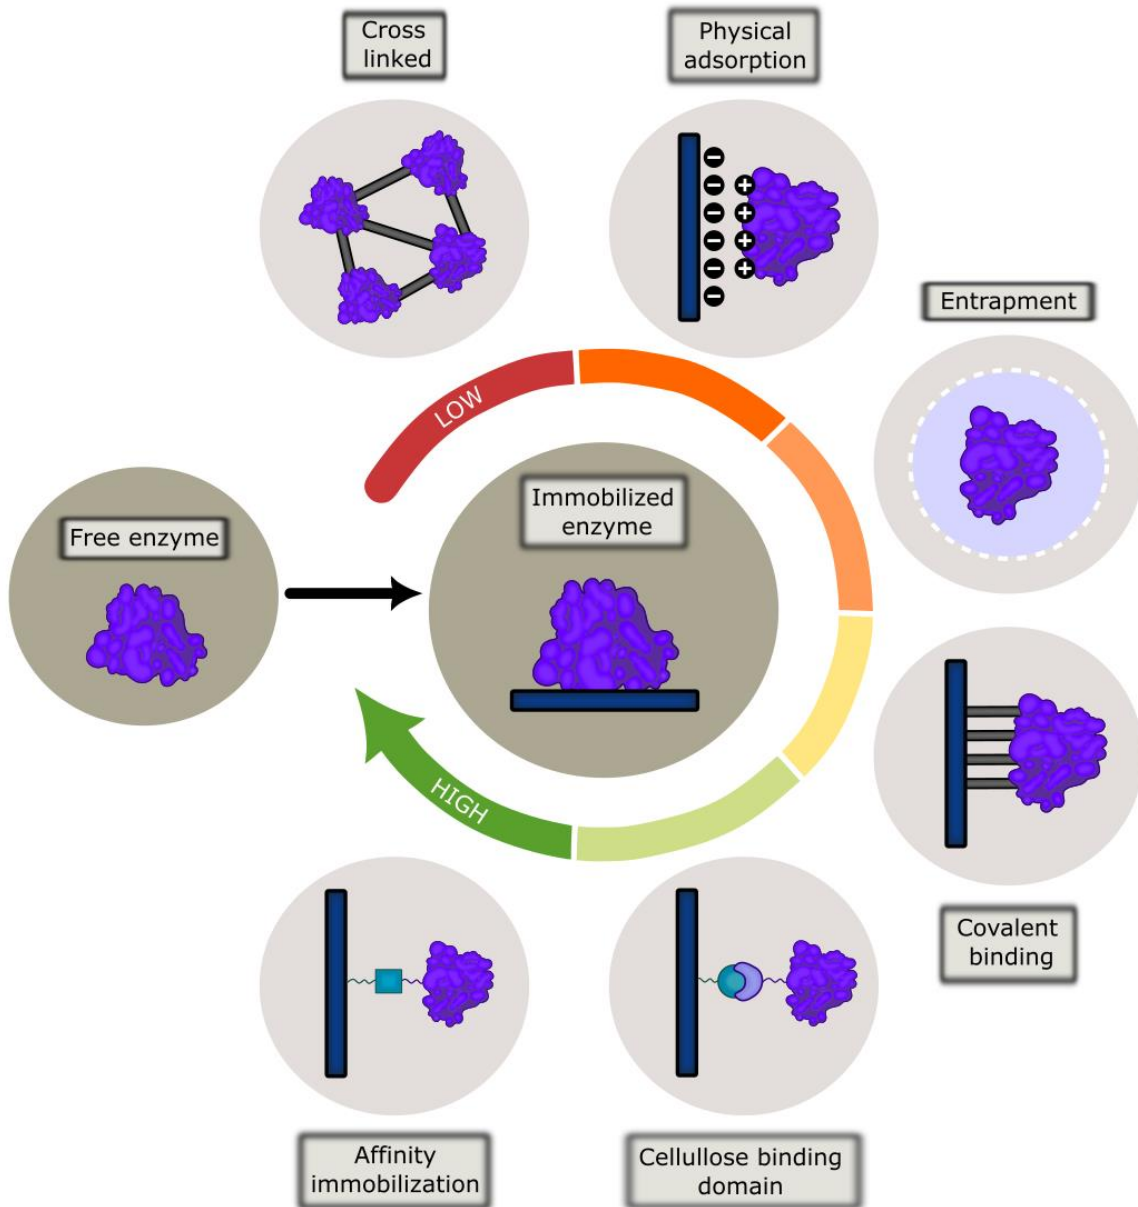 Cross
linked
Physical
adsorption
Entrapment
LOW
Immobilized
enzyme
Free enzyme
HIGH
Covalent
binding
Affinity
immobilization
Cellullose binding
domain